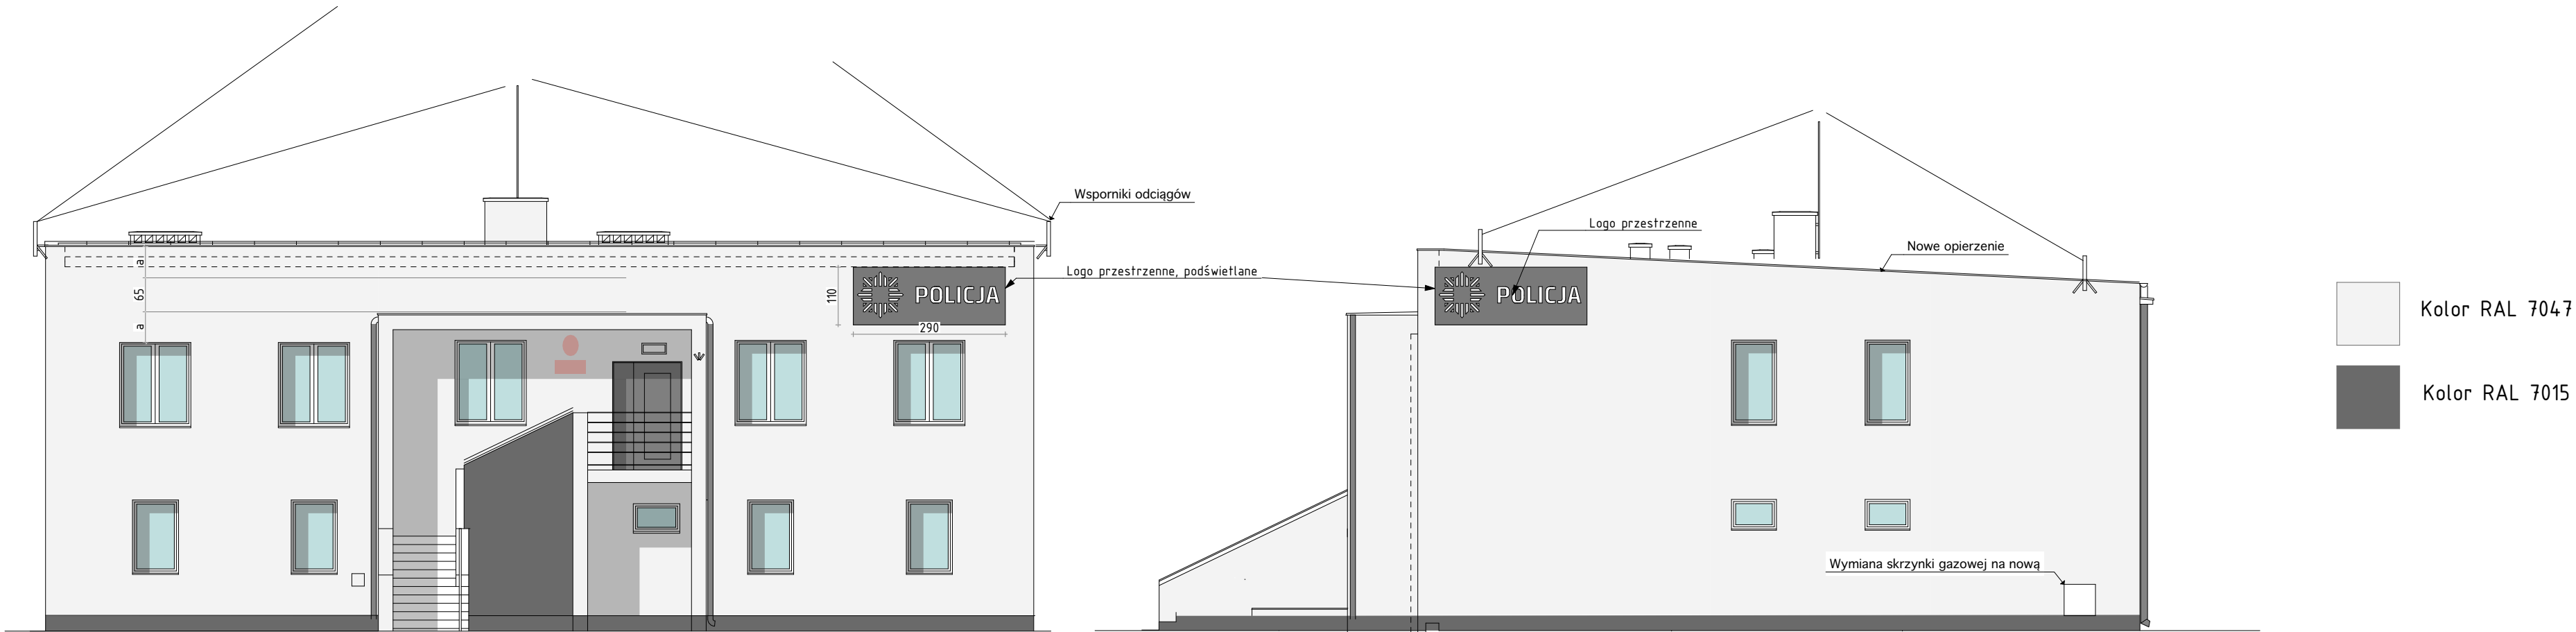 Wsporniki odciągów
Logo przestrzenne
Nowe opierzenie
Logo przestrzenne, podświetlane
a
65
a
110
POLICJA
290
POLICJA
Kolor RAL 7047
Kolor RAL 7015
Wymiana skrzynki gazowej na nową